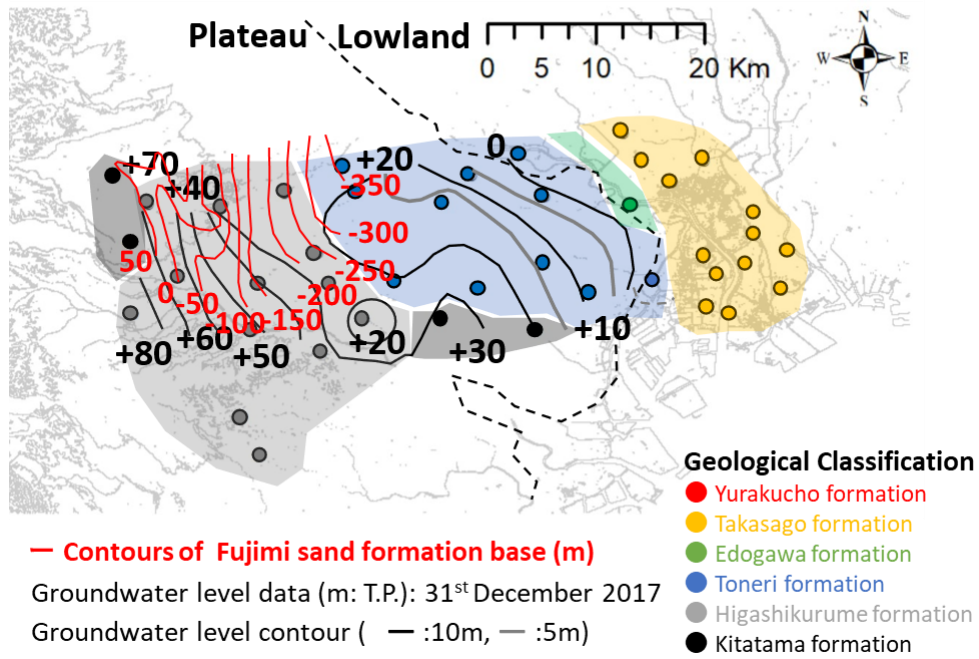 Plateau Lowland
0 5 10 20 Km
N
W E
S
+70
+40
+20
0
-350
-300
50
-250
0
-50
-200
-100
-150
+80
+60
+50
+20
+30
+10
Geological Classification
Yurakucho formation
Takasago formation
Edogawa formation
Toneri formation
Higashikurume formation
Kitatama formation
— Contours of Fujimi sand formation base (m)
Groundwater level data (m: T.P.): 31st December 2017
Groundwater level contour ( — :10m, — :5m)